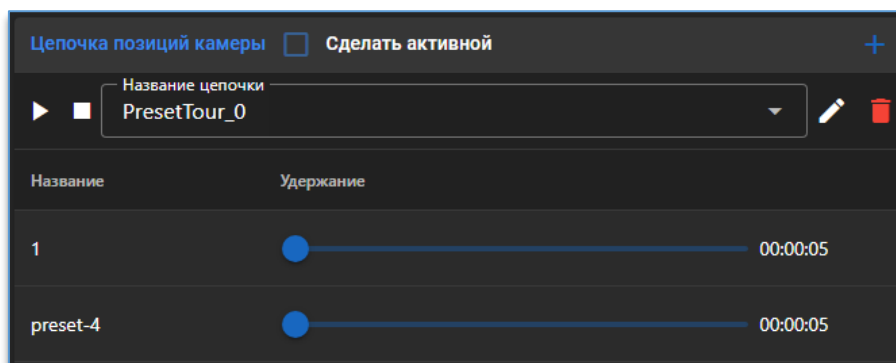 Цепочка позиций камеры Сделать активной
Название цепочки
PresetTour_0
Название Удержание
1 00:00:05
preset-4 00:00:05